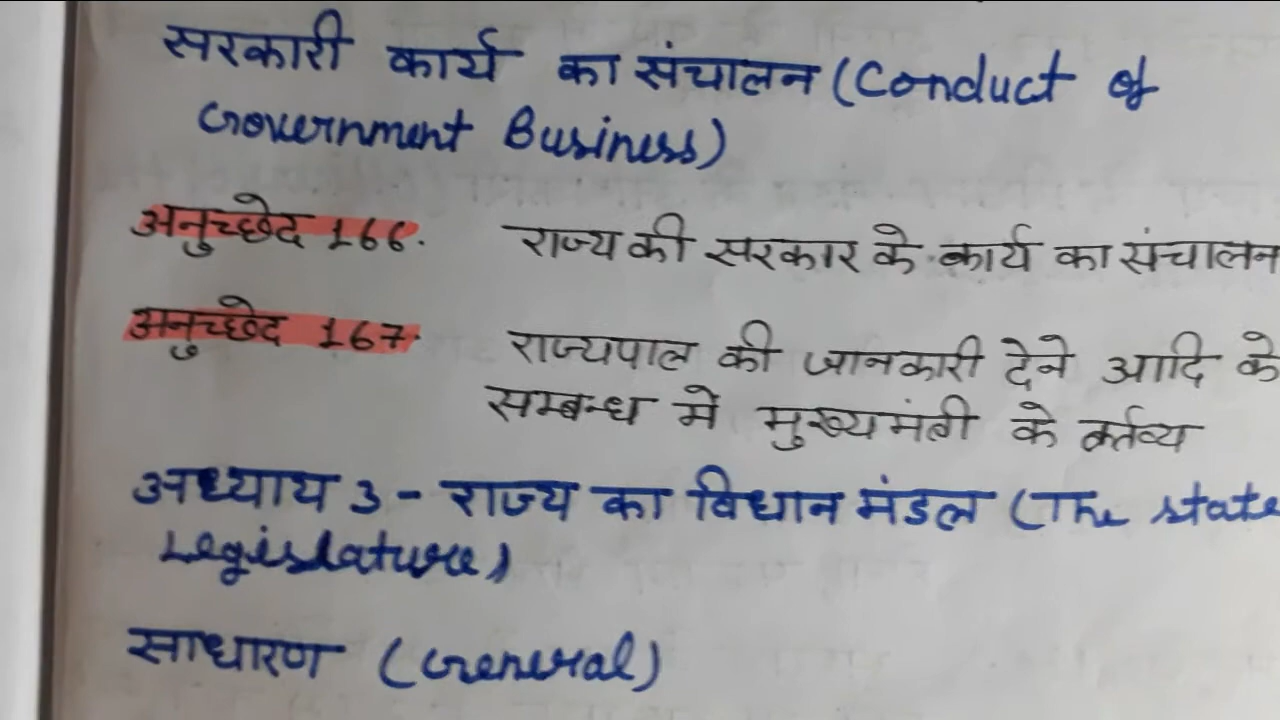 सरकारी कार्य का संचालन (Conduct of
Government Business)
अनुच्छेद 166. राज्य की सरकार के कार्य का संचालन
अनुच्छेद 167. राज्यपाल की जानकारी देने आदि के
सम्बन्ध मे मुख्यमंत्री के र्क्तव्य
अध्याय 3 - राज्य का विधान मंडल (The state
Legislature)
साधारण (General)